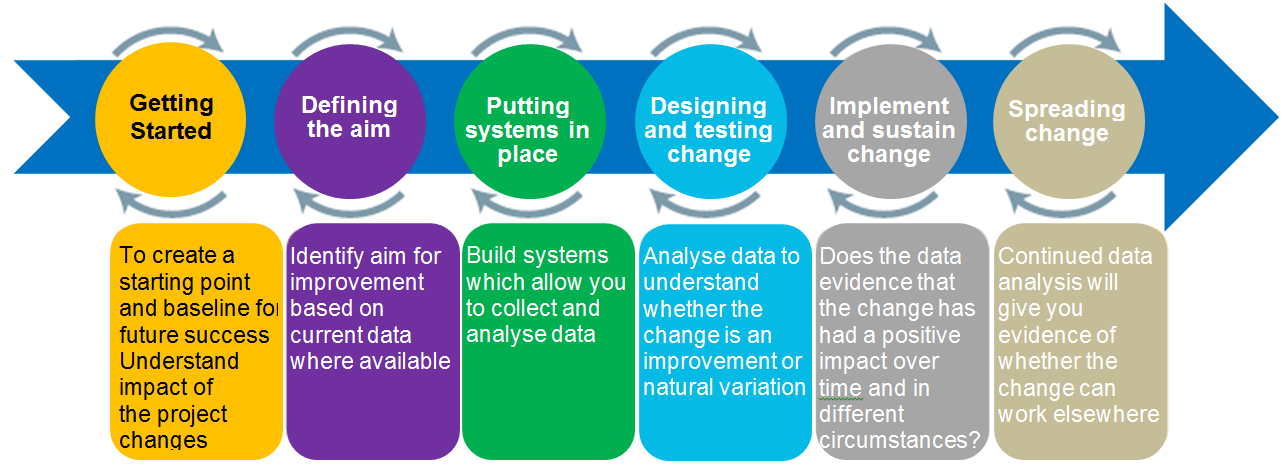 Getting
Started
Defining
the aim
Putting
systems in
place
Designing
and testing
change
Implement
and sustain
change
Spreading
change
To create a
starting point
and baseline for
future success
Understand
impact of
the project
changes
Identify aim for
improvement
based on
current data
where available
Build systems
which allow you
to collect and
analyse data
Analyse data to
understand
whether the
change is an
improvement or
natural variation
Does the data
evidence that
the change has
had a positive
impact over
time and in
different
circumstances?
Continued data
analysis will
give you
evidence of
whether the
change can
work elsewhere